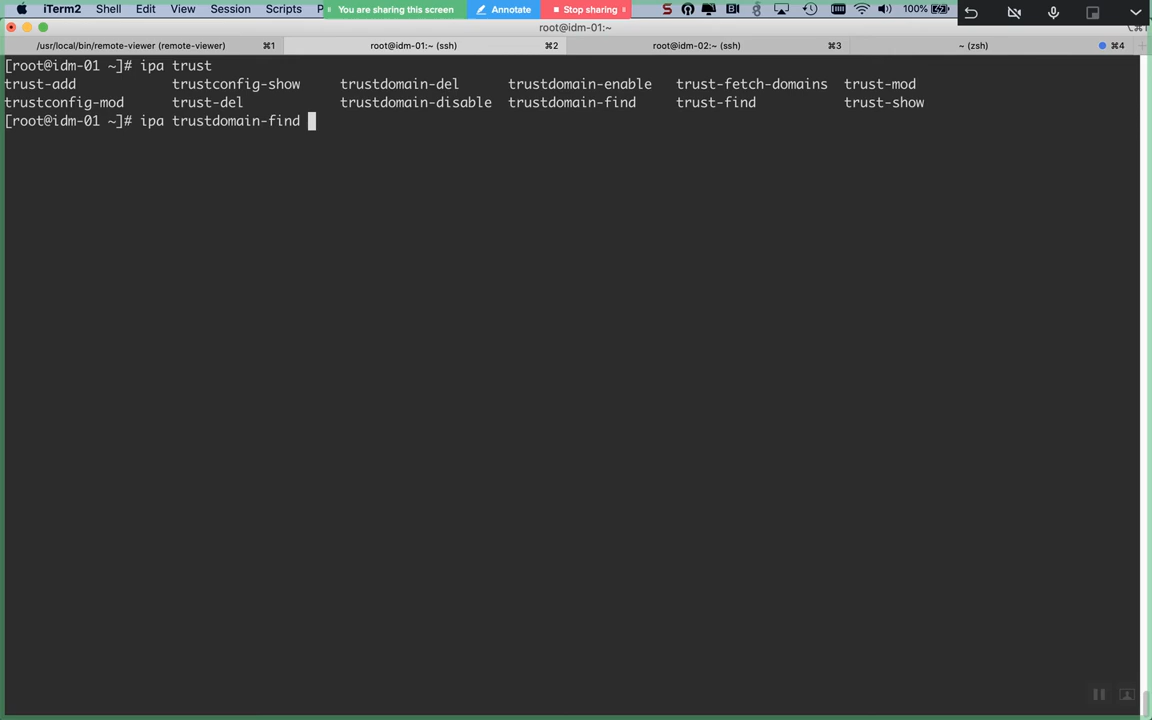 iTerm2 Shell Edit View Session Scripts P You are sharing this screen Annotate Stop sharing 100%
root@idm-01:~
/usr/local/bin/remote-viewer (remote-viewer) ⌘1 root@idm-01:~ (ssh) ⌘2 root@idm-02:~ (ssh) ⌘3 ~ (zsh) ⌘4
[root@idm-01 ~]# ipa trust
trust-add trustconfig-show trustdomain-del trustdomain-enable trust-fetch-domains trust-mod
trustconfig-mod trust-del trustdomain-disable trustdomain-find trust-find trust-show
[root@idm-01 ~]# ipa trustdomain-find